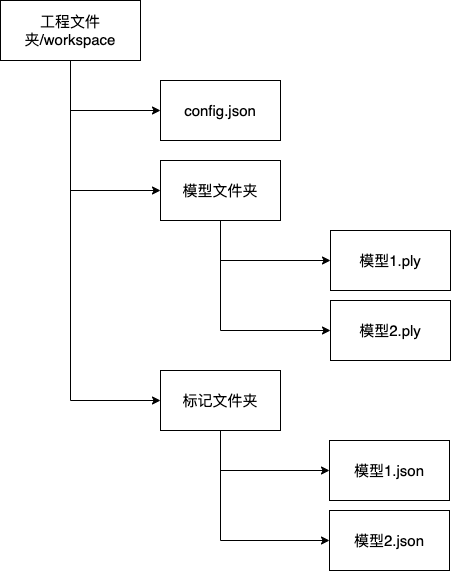 工程文件
夹/workspace
config.json
模型文件夹
模型1.ply
模型2.ply
标记文件夹
模型1.json
模型2.json